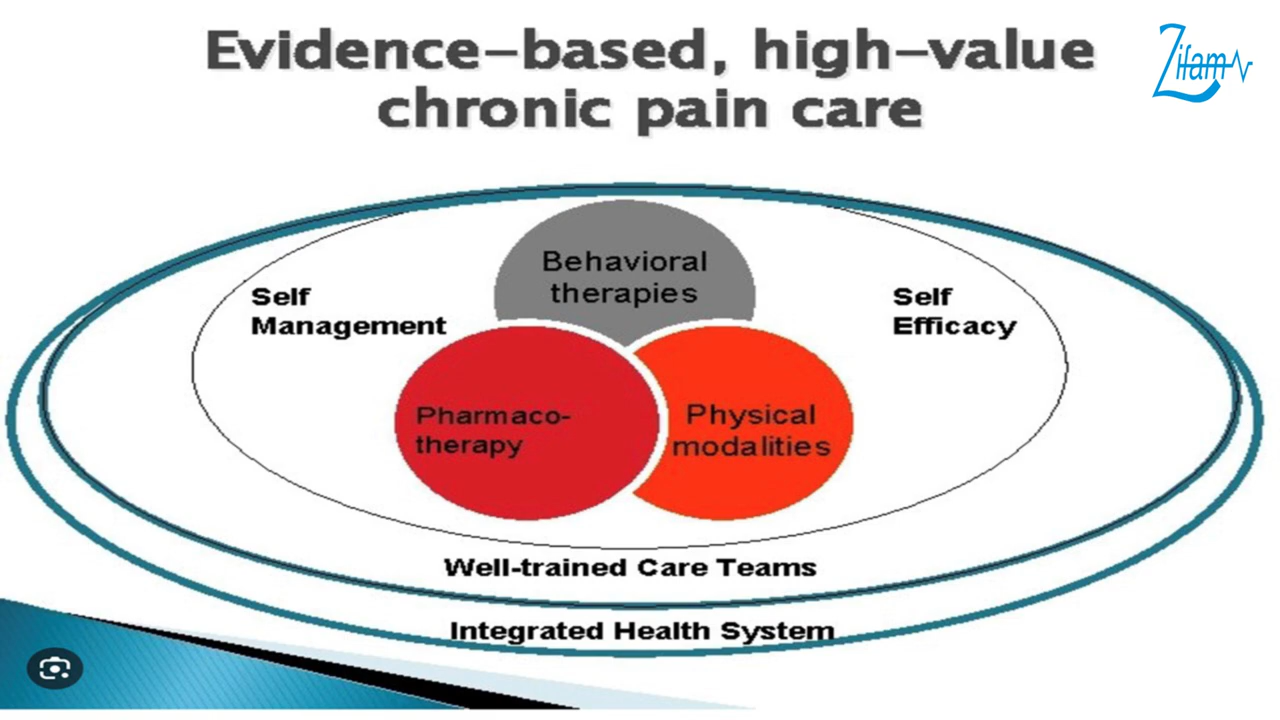 Evidence-based, high-value
chronic pain care
Zifam
Behavioral
therapies
Self
Management
Self
Efficacy
Pharmaco-
therapy
Physical
modalities
Well-trained Care Teams
Integrated Health System